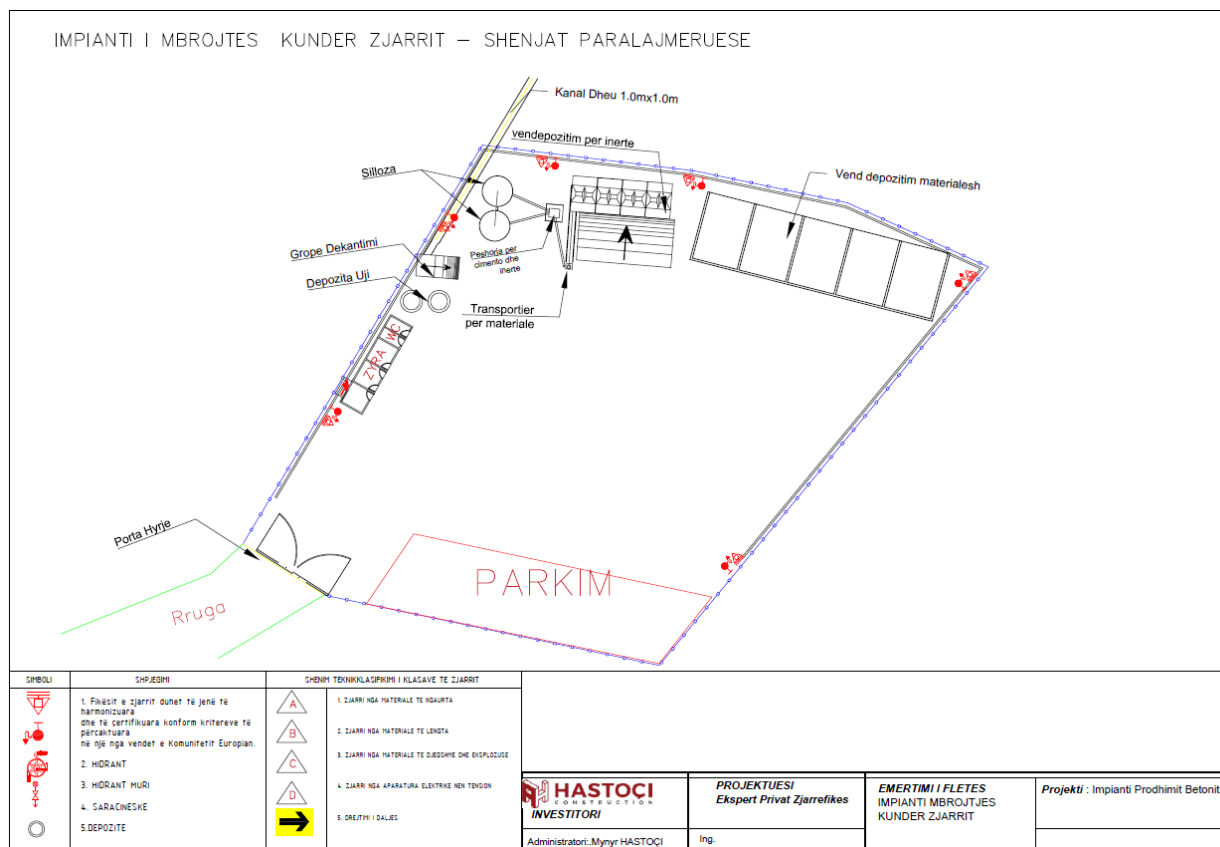 IMPIANTI I MBROJTES KUNDER ZJARRIT – SHENJAT PARALAJMERUESE
Kanal Dheu 1.0mx1.0m
vendepozitim per inerte
Silloza
Vend depozitim materialesh
Grope Dekantimi
Peshorja per
cimento dhe
inerte
Depozita Uji
Transportier
per materiale
WC
ZYRA
Porta Hyrje
PARKIM
Rruga
SIMBOLI
SHPJEGIMI
1. Fikësit e zjarrit duhet të jenë të
harmonizuara
dhe të çertifikuara konform kritereve të
përcaktuara
në një nga vendet e Komunitetit Europian.
2. HIDRANT
3. HIDRANT MURI
4. SARACINESKE
5.DEPOZITE
SHENIM TEKNIKKLASIFIKIMI I KLASAVE TE ZJARRIT
A
1. ZJARRI NGA MATERIALE TE NGAURTA
B
2. ZJARRI NGA MATERIALE TE LENGTA
C
3. ZJARRI NGA MATERIALE TE DJEGSHME DHE EKSPLOZUSE
D
4. ZJARRI NGA APARATURA ELEKTRIKE NEN TENSION
5. DREJTIMI I DALJES
HASTOÇI
CONSTRUCTION
INVESTITORI
Administratori:.Mynyr HASTOÇI
PROJEKTUESI
Ekspert Privat Zjarrefikes
Ing.
EMERTIMI I FLETES
IMPIANTI MBROJTJES
KUNDER ZJARRIT
Projekti : Impianti Prodhimit Betonit